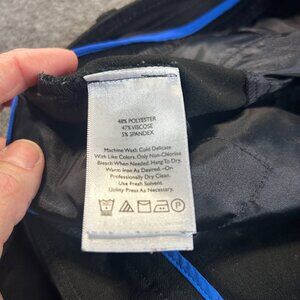 48% POLYESTER
47% VISCOSE
5% SPANDEX
Machine Wash Cold Delicate
With Like Colors. Only Non-Chlorine
Bleach When Needed. Hang To Dry.
Warm Iron As Desired. -Or-
Professionally Dry Clean.
Use Fresh Solvent.
Utility Press As Necessary.
P